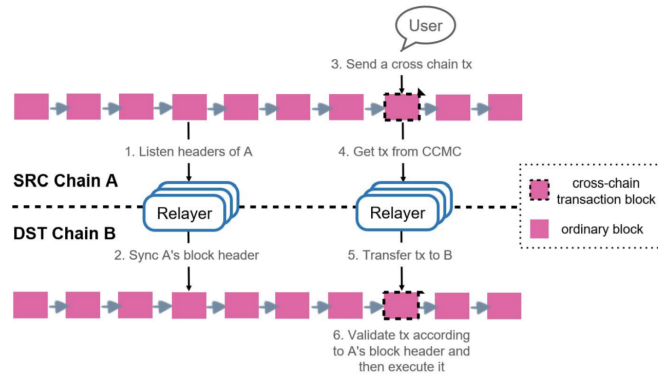 User
3. Send a cross chain tx
1. Listen headers of A
4. Get tx from CCMC
SRC Chain A
Relayer
Relayer
DST Chain B
2. Sync A's block header
5. Transfer tx to B
6. Validate tx according
to A's block header and
then execute it
cross-chain
transaction block
ordinary block